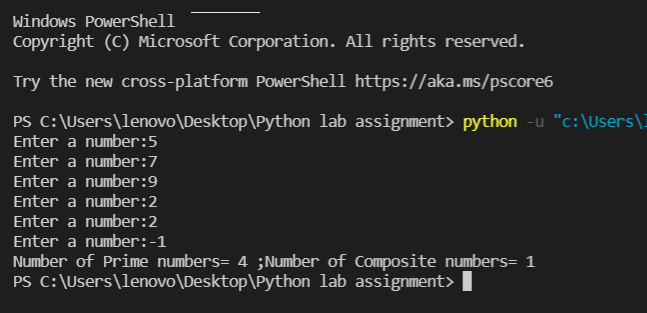 Windows PowerShell
Copyright (C) Microsoft Corporation. All rights reserved.
Try the new cross-platform PowerShell https://aka.ms/pscore6
PS C:\Users\lenovo\Desktop\Python lab assignment> python -u "c:\Users\
Enter a number:5
Enter a number:7
Enter a number:9
Enter a number:2
Enter a number:2
Enter a number:-1
Number of Prime numbers= 4 ;Number of Composite numbers= 1
PS C:\Users\lenovo\Desktop\Python lab assignment>